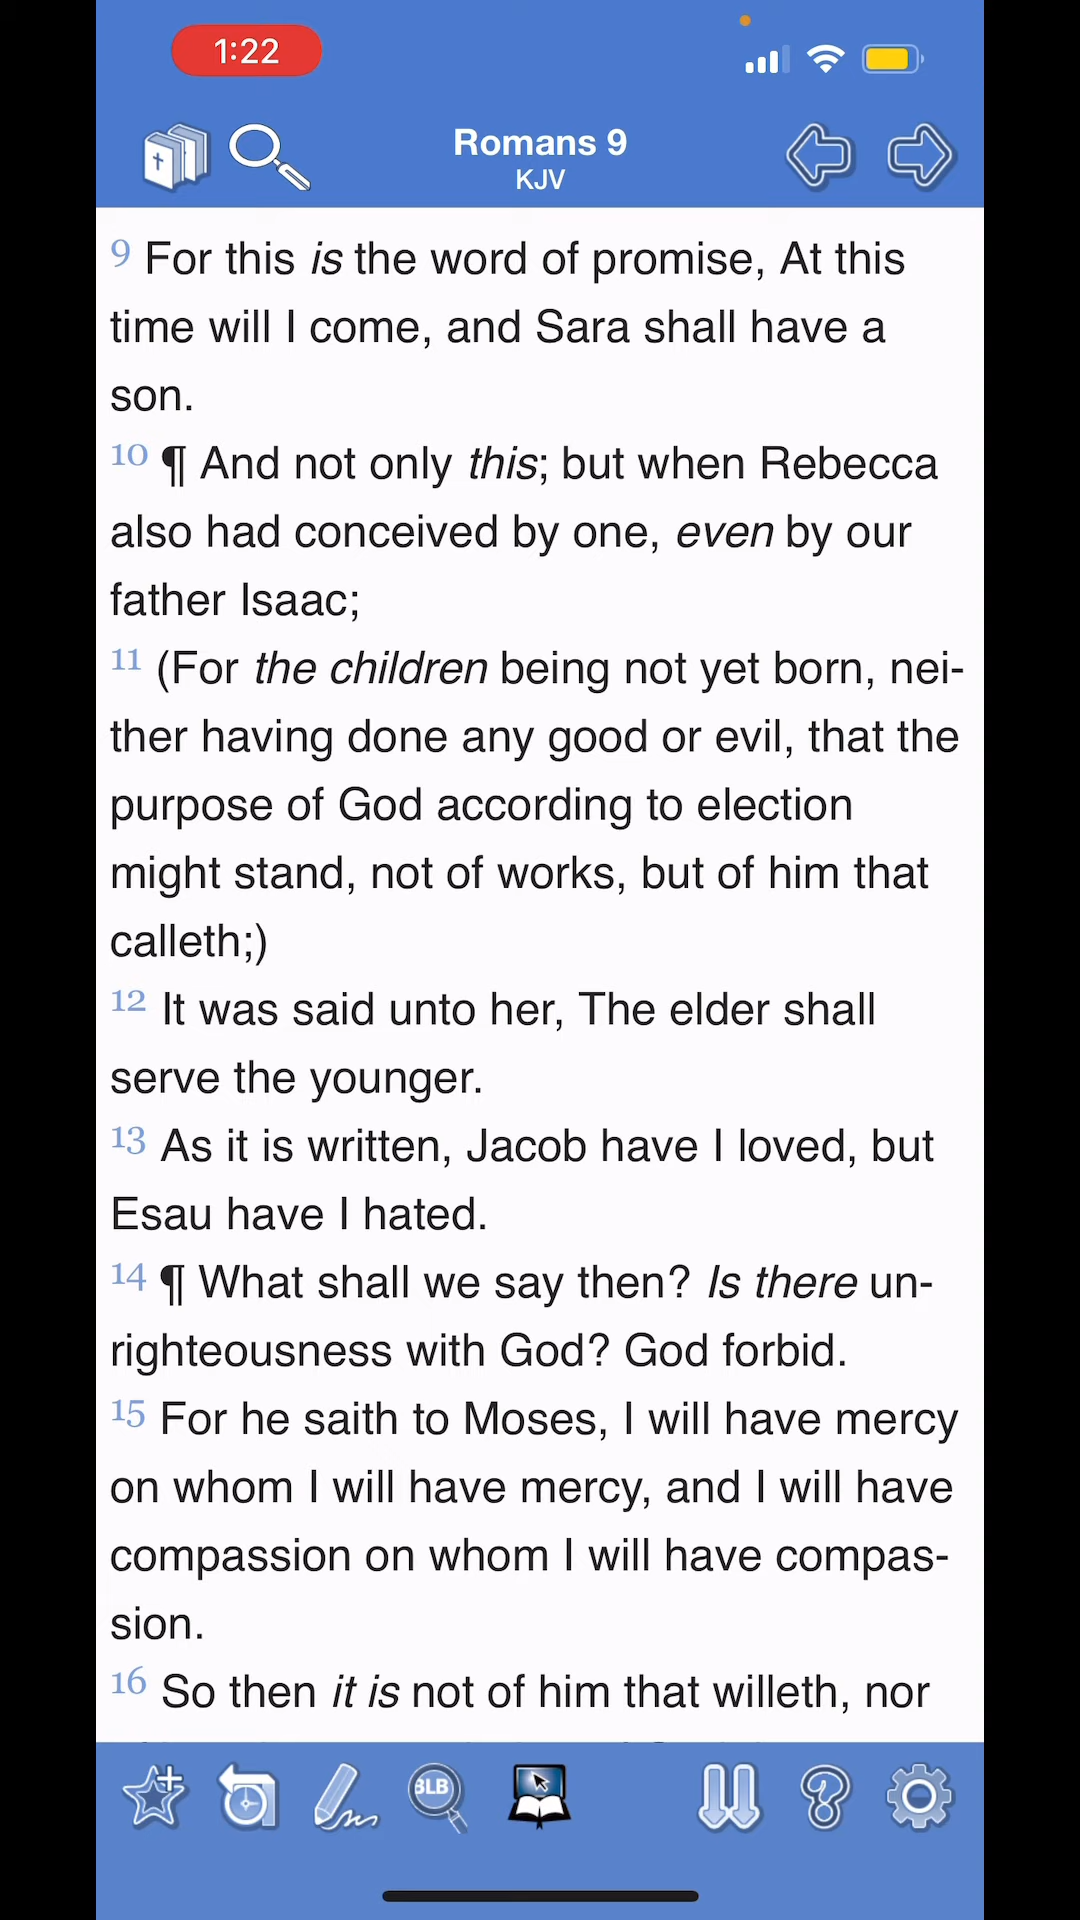 1:22
Romans 9
KJV
9 For this is the word of promise, At this
time will I come, and Sara shall have a
son.
10 ¶ And not only this; but when Rebecca
also had conceived by one, even by our
father Isaac;
11 (For the children being not yet born, nei-
ther having done any good or evil, that the
purpose of God according to election
might stand, not of works, but of him that
calleth;)
12 It was said unto her, The elder shall
serve the younger.
13 As it is written, Jacob have I loved, but
Esau have I hated.
14 ¶ What shall we say then? Is there un-
righteousness with God? God forbid.
15 For he saith to Moses, I will have mercy
on whom I will have mercy, and I will have
compassion on whom I will have compas-
sion.
16 So then it is not of him that willeth, nor
BLB